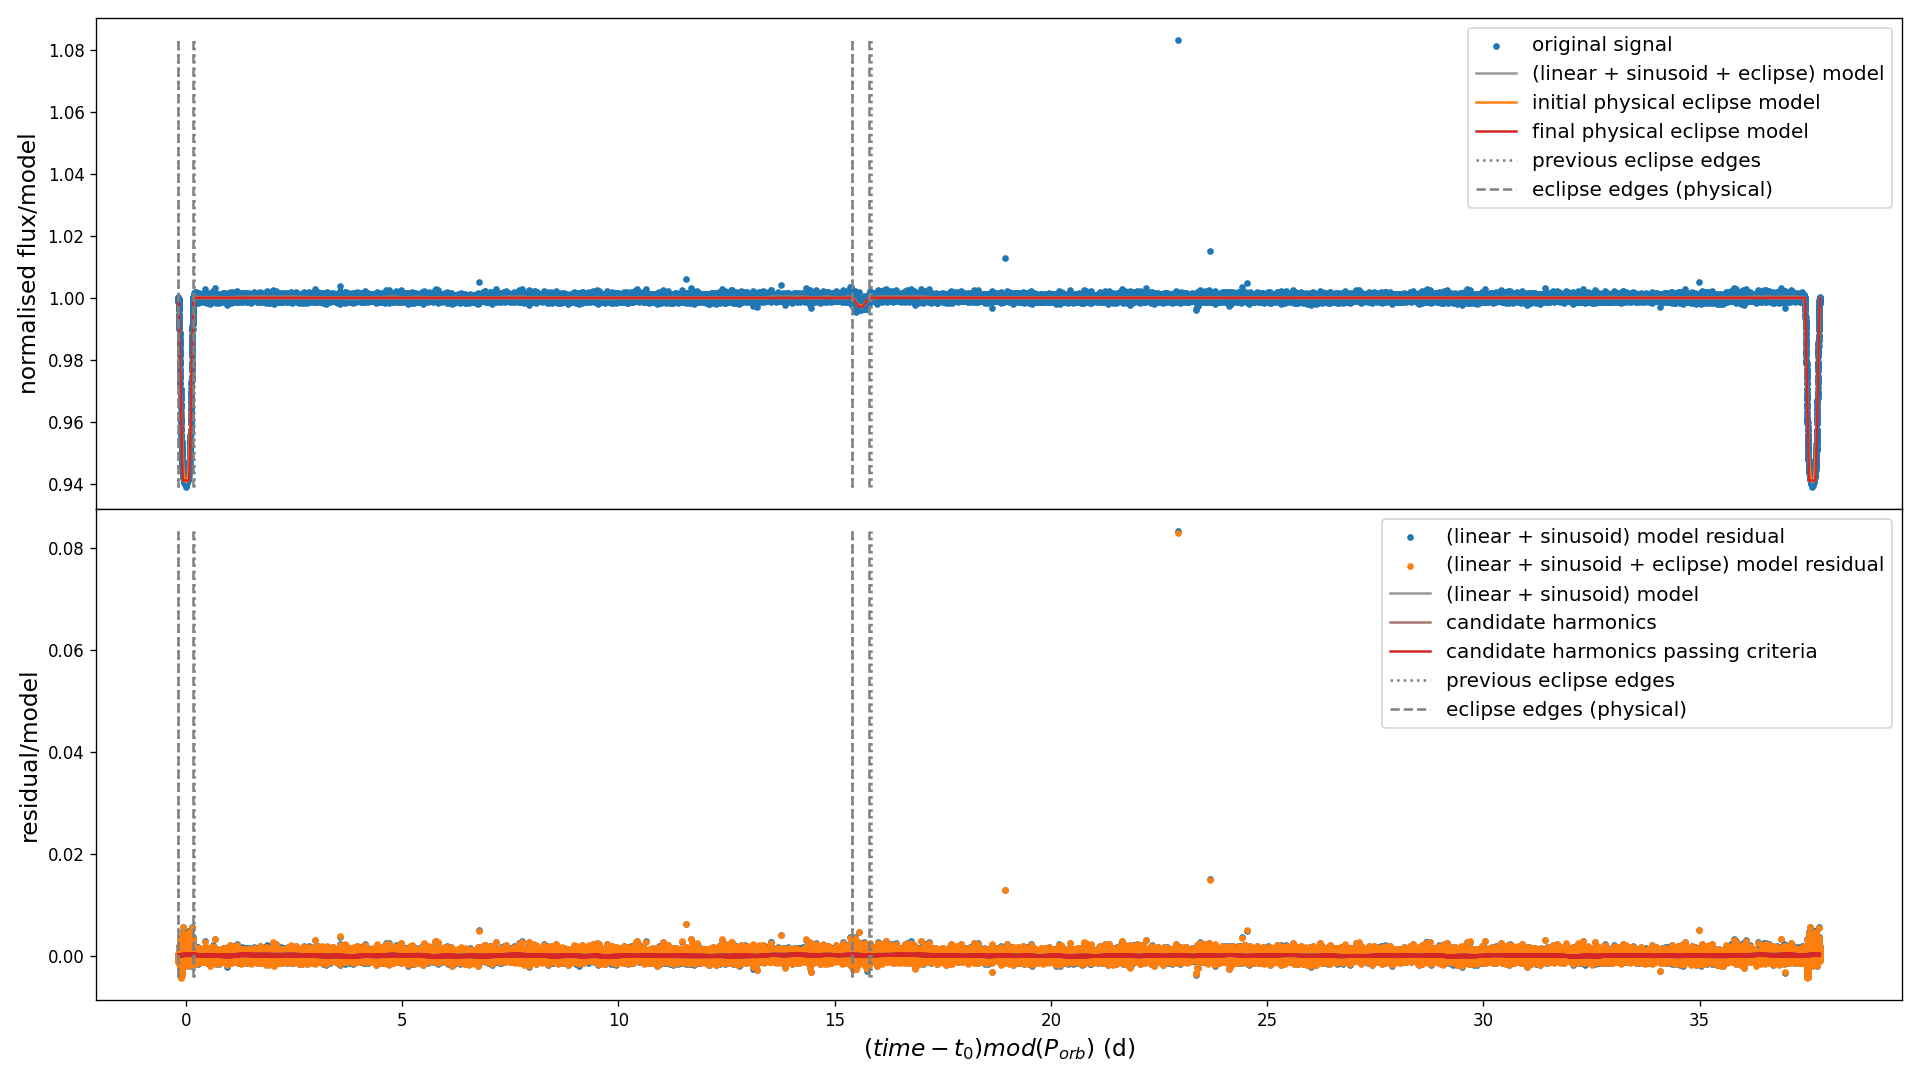 normalised flux/model
1.08
1.06
1.04
1.02
1.00
0.98
0.96
0.94
original signal
(linear + sinusoid + eclipse) model
initial physical eclipse model
final physical eclipse model
previous eclipse edges
eclipse edges (physical)
residual/model
0.08
0.06
0.04
0.02
0.00
(linear + sinusoid) model residual
(linear + sinusoid + eclipse) model residual
(linear + sinusoid) model
candidate harmonics
candidate harmonics passing criteria
previous eclipse edges
eclipse edges (physical)
0 5 10 15 20 25 30 35
(time − t₀)mod(Pₒᵣb) (d)